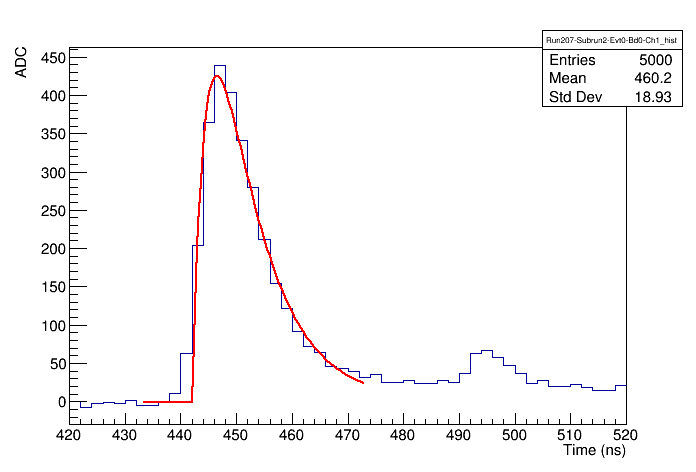 Run207-Subrun2-Evt0-Bd0-Ch1_hist
Entries 5000
Mean 460.2
Std Dev 18.93
ADC
450
400
350
300
250
200
150
100
50
0
420 430 440 450 460 470 480 490 500 510 520
Time (ns)